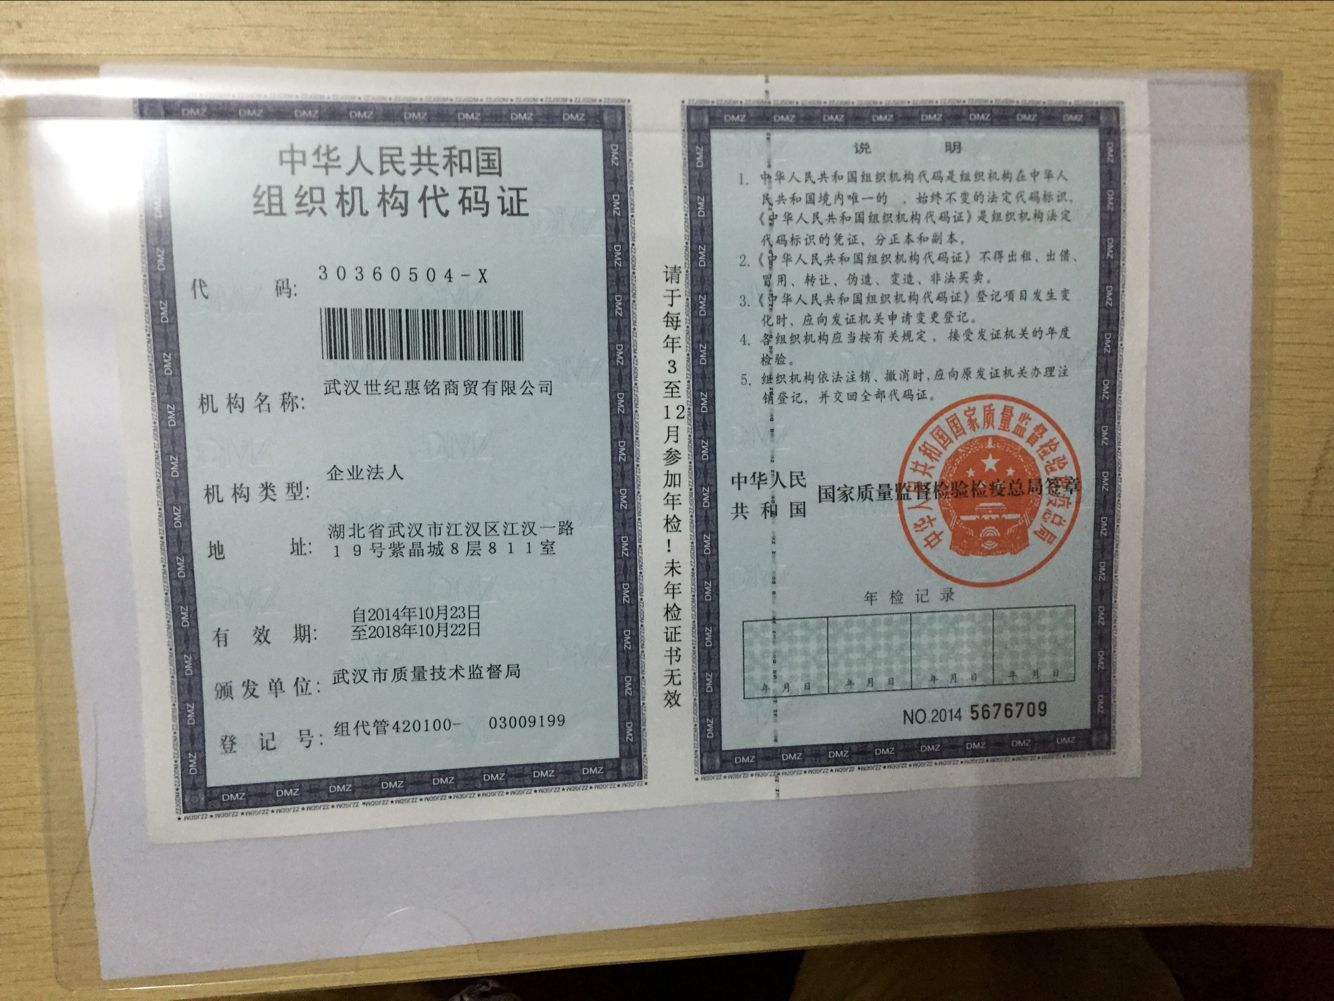 中华人民共和国
组织机构代码证
代 码: 30360504-X
机构名称: 武汉世纪惠铭商贸有限公司
机构类型: 企业法人
地 址: 湖北省武汉市江汉区江汉一路
19号紫晶城8层811室
有 效 期: 自2014年10月23日
至2018年10月22日
颁发单位: 武汉市质量技术监督局
登 记 号: 组代管420100- 03009199
请于每年3至12月参加年检!未年检证书无效
说 明
1. 中华人民共和国组织机构代码是组织机构在中华人
民共和国境内唯一的 、始终不变的法定代码标识,
《中华人民共和国组织机构代码证》是组织机构法定
代码标识的凭证,分正本和副本。
2.《中华人民共和国组织机构代码证》不得出租、出借、
冒用、转让、伪造、变造、非法买卖。
3.《中华人民共和国组织机构代码证》登记项目发生变
化时,应向发证机关申请变更登记。
4. 各组织机构应当按有关规定,接受发证机关的年度
检验。
5. 组织机构依法注销、撤消时,应向原发证机关办理注
销登记,并交回全部代码证。
中华人民共和国国家质量监督检验检疫总局
中华人民
共 和 国 国家质量监督检验检疫总局签章
年检记录
年 月 日 年 月 日 年 月 日 年 月 日
NO.2014 5676709